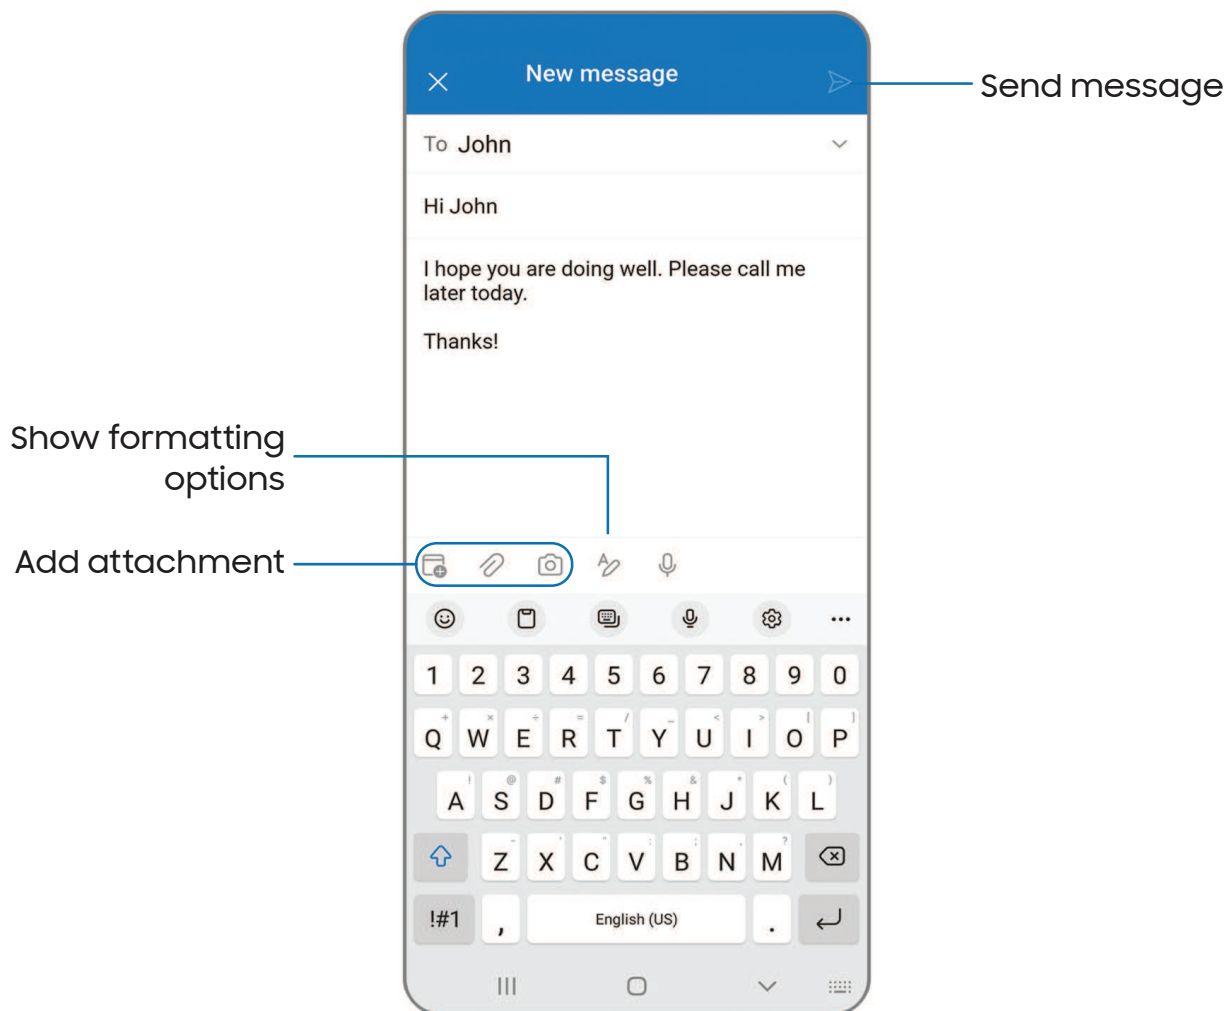 New message
Send message
To John
Hi John
I hope you are doing well. Please call me
later today.
Thanks!
Show formatting
options
Add attachment
1 2 3 4 5 6 7 8 9 0
+ × ÷ = / _ < > [ ]
Q W E R T Y U I O P
! @ # $ % & * ( )
A S D F G H J K L
- ' " : ; , ?
Z X C V B N M
!#1 , English (US) .